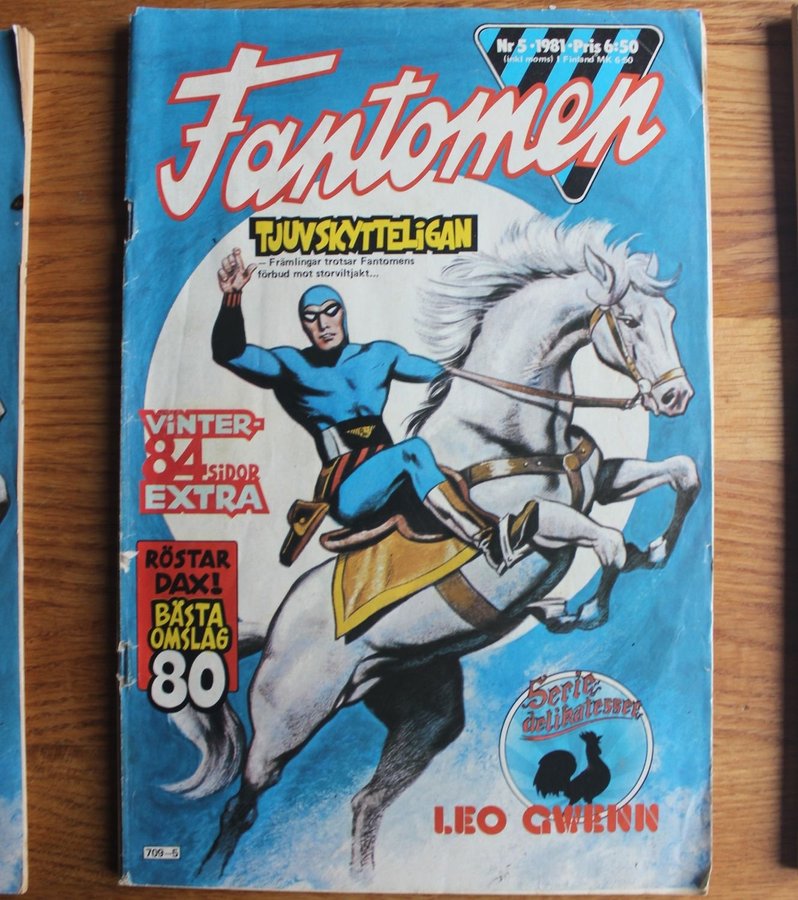 Nr 5 • 1981 • Pris 6:50
(inkl moms) I Finland MK 6:50
Fantomen
TJUVSKYTTELIGAN
— Främlingar trotsar Fantomens
förbud mot storviltjakt...
VINTER-
84 SIDOR
EXTRA
RÖSTAR
DAX!
BÄSTA
OMSLAG
80
Serie
delikatesser
LEO GWENN
709—5